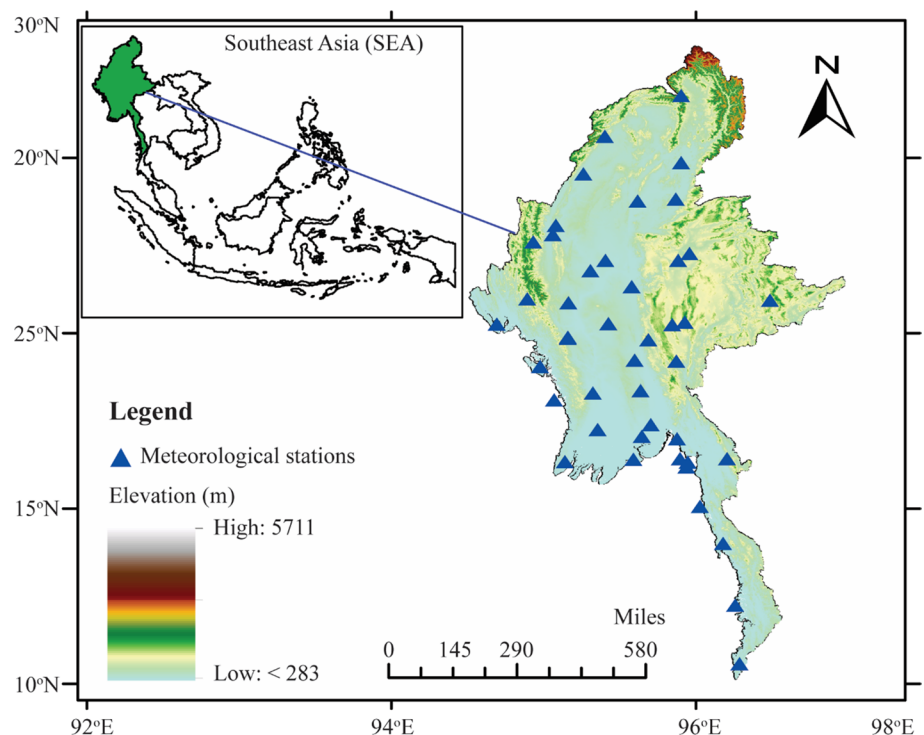 30°N
Southeast Asia (SEA)
N
20°N
25°N
Legend
Meteorological stations
Elevation (m)
High: 5711
15°N
Miles
0 145 290 580
Low: < 283
10°N
92°E 94°E 96°E 98°E